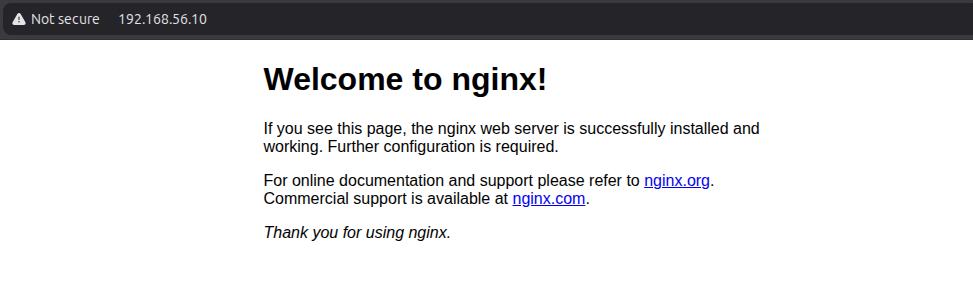 Not secure 192.168.56.10
Welcome to nginx!
If you see this page, the nginx web server is successfully installed and
working. Further configuration is required.
For online documentation and support please refer to nginx.org.
Commercial support is available at nginx.com.
Thank you for using nginx.